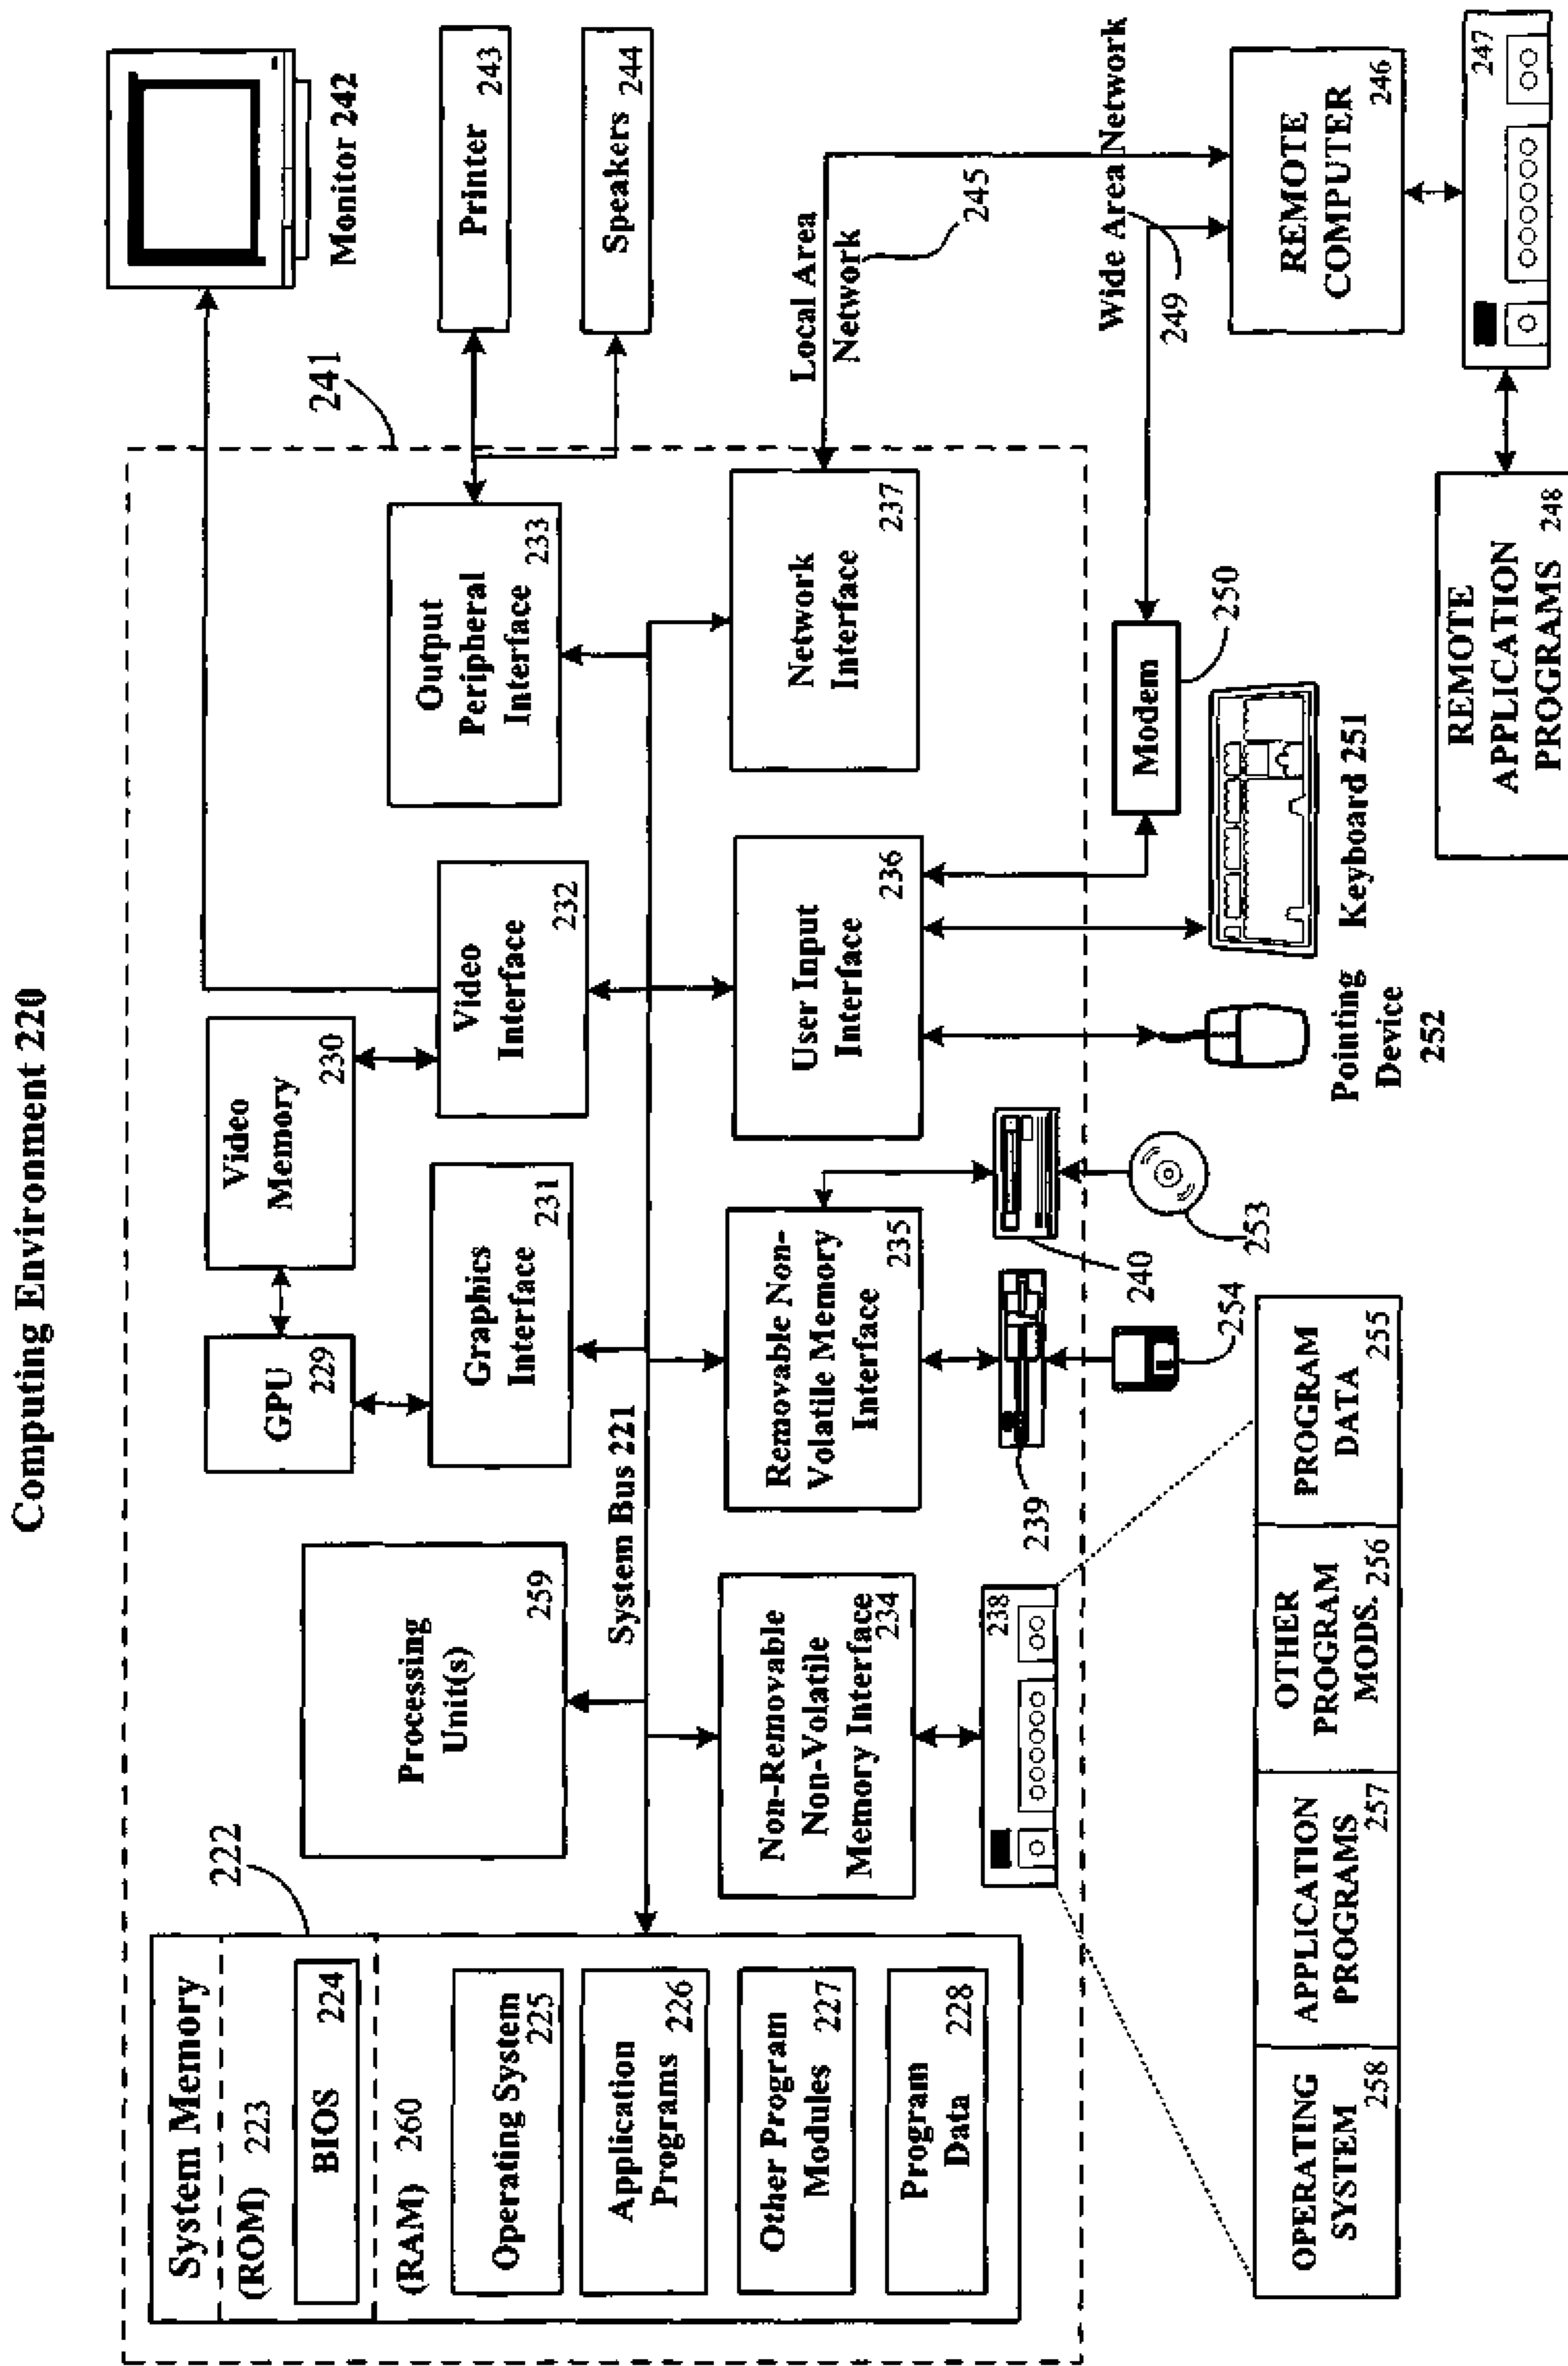 Computing Environment 220
System Memory
222
(ROM) 223
BIOS 224
(RAM) 260
Operating System
225
Application
Programs 226
Other Program
Modules 227
Program
Data 228
Processing
Unit(s)
259
GPU
229
Video
Memory
230
Graphics
Interface
231
Video
Interface
232
Output
Peripheral
Interface
233
241
Monitor 242
Printer
243
Speakers
244
System Bus 221
Non-Removable
Non-Volatile
Memory Interface
234
Removable Non-
Volatile Memory
Interface
235
User Input
Interface
236
Network
Interface
237
Local Area
Network
245
238
239
240
254
253
Pointing
Device
252
Keyboard 251
Modem
250
Wide Area Network
249
REMOTE
COMPUTER
246
247
REMOTE
APPLICATION
PROGRAMS
248
OPERATING
SYSTEM
258
APPLICATION
PROGRAMS
257
OTHER
PROGRAM
MODS.
256
PROGRAM
DATA
255